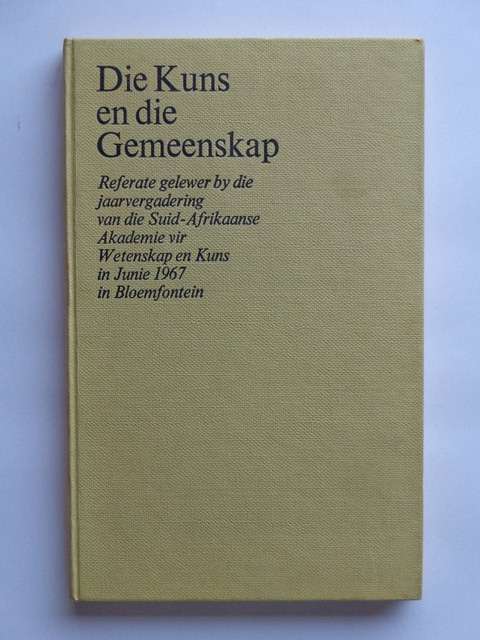 Die Kuns
en die
Gemeenskap
Referate gelewer by die
jaarvergadering
van die Suid-Afrikaanse
Akademie vir
Wetenskap en Kuns
in Junie 1967
in Bloemfontein